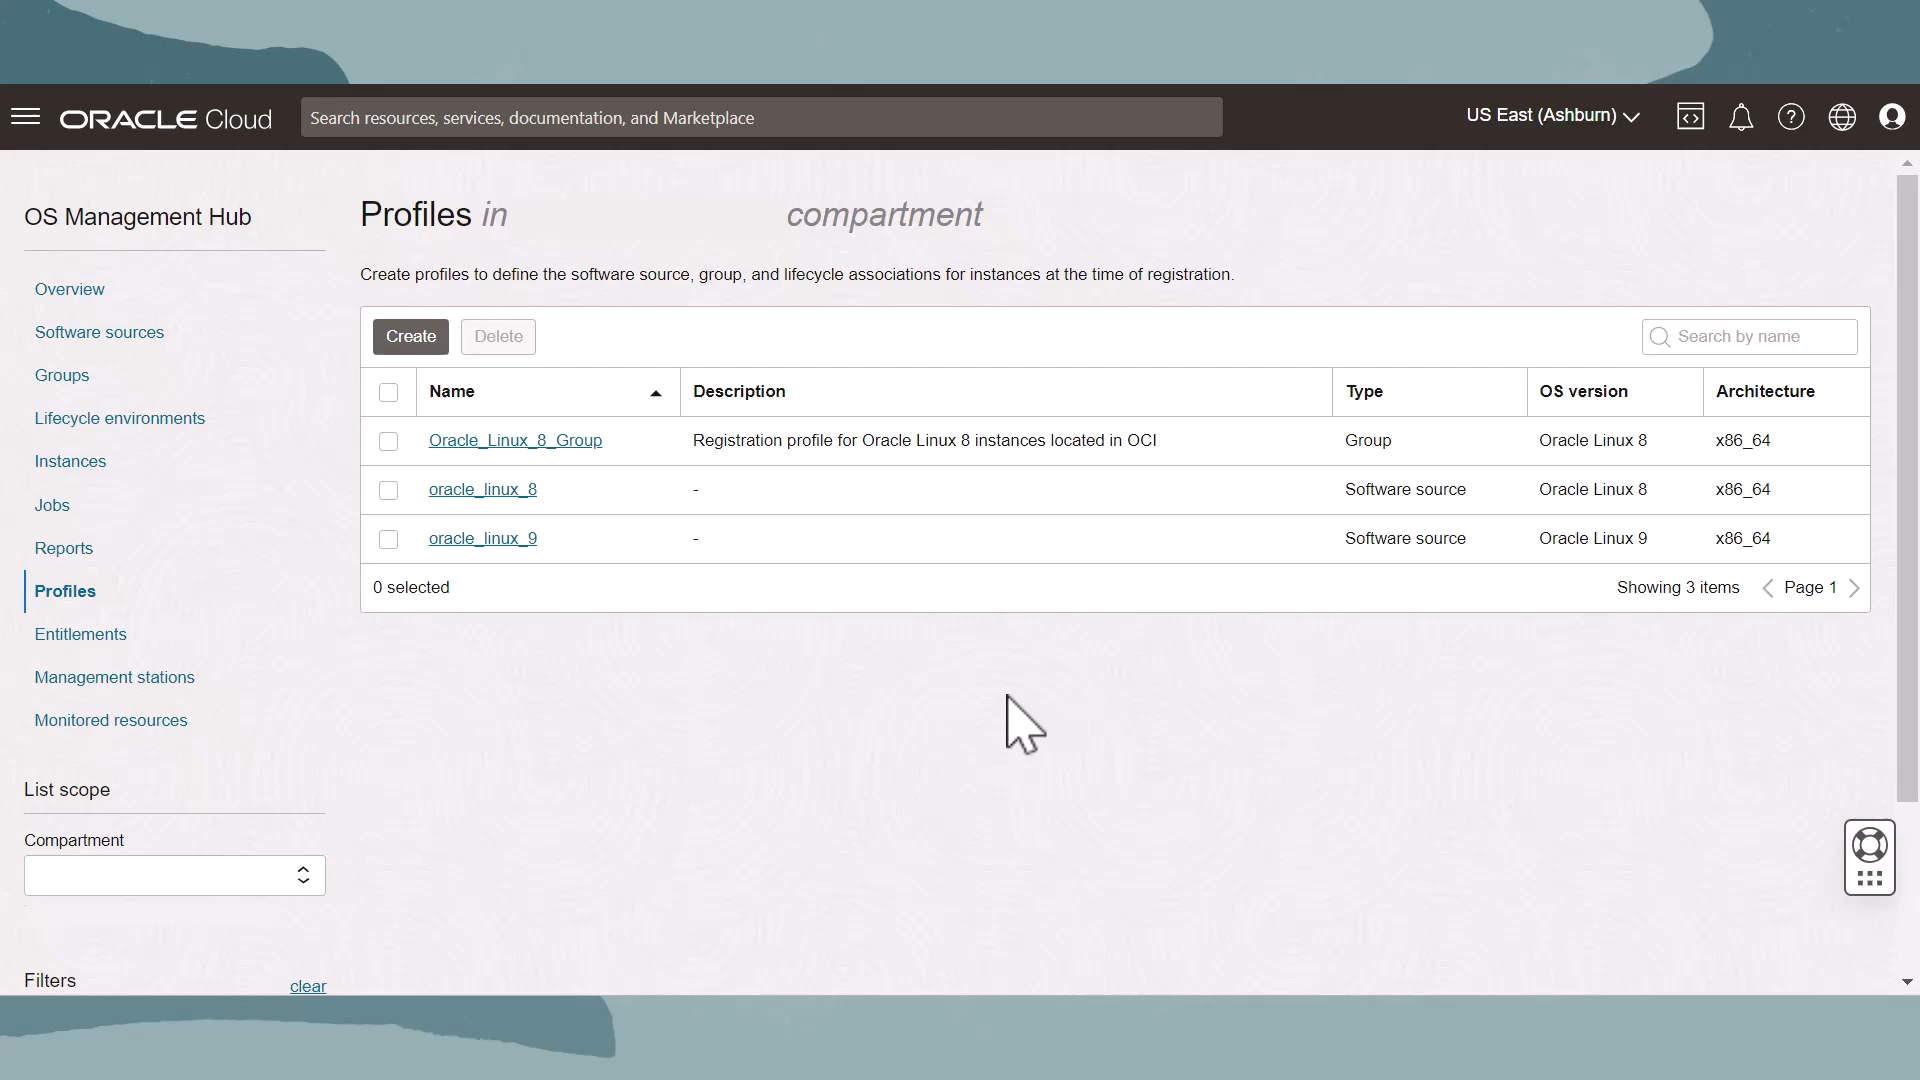 ORACLE Cloud
Search resources, services, documentation, and Marketplace
US East (Ashburn)
OS Management Hub
Overview
Software sources
Groups
Lifecycle environments
Instances
Jobs
Reports
Profiles
Entitlements
Management stations
Monitored resources
List scope
Compartment
Filters
clear
Profiles in compartment
Create profiles to define the software source, group, and lifecycle associations for instances at the time of registration.
Create Delete
Search by name
Name Description Type OS version Architecture
Oracle_Linux_8_Group Registration profile for Oracle Linux 8 instances located in OCI Group Oracle Linux 8 x86_64
oracle_linux_8 - Software source Oracle Linux 8 x86_64
oracle_linux_9 - Software source Oracle Linux 9 x86_64
0 selected
Showing 3 items Page 1